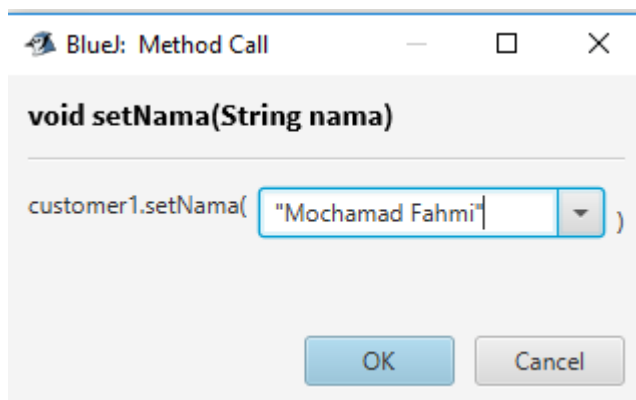 BlueJ: Method Call
void setNama(String nama)
customer1.setNama( "Mochamad Fahmi" )
OK Cancel